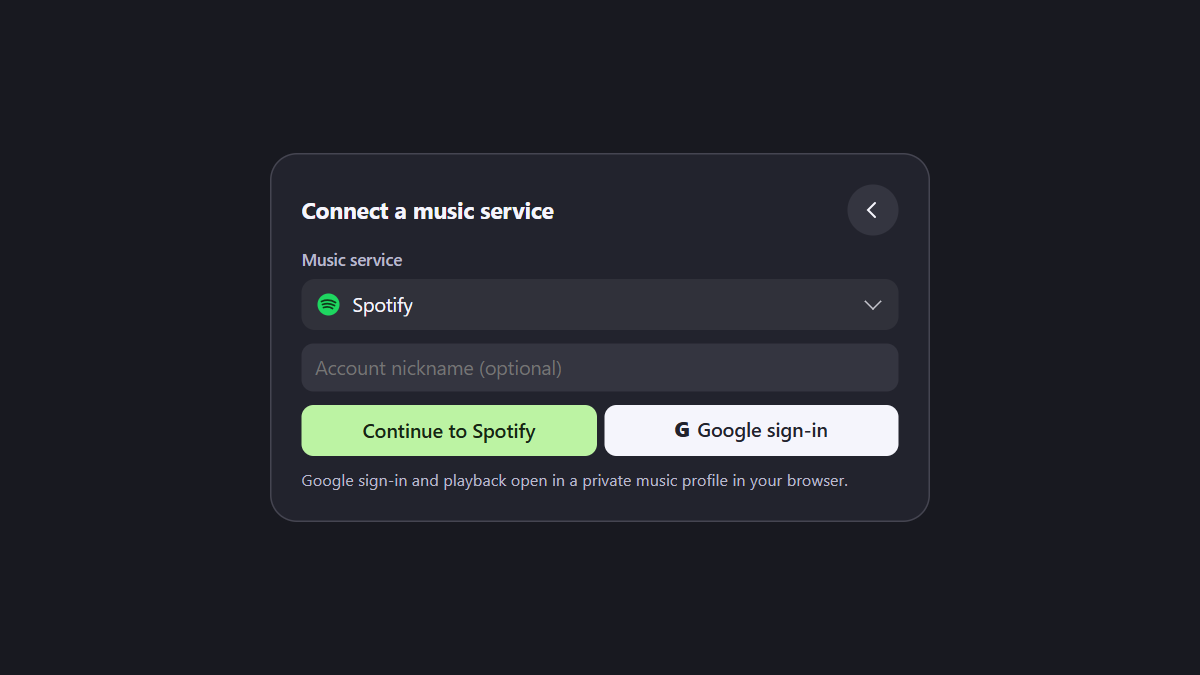 Connect a music service
Music service
Spotify
Account nickname (optional)
Continue to Spotify
G Google sign-in
Google sign-in and playback open in a private music profile in your browser.